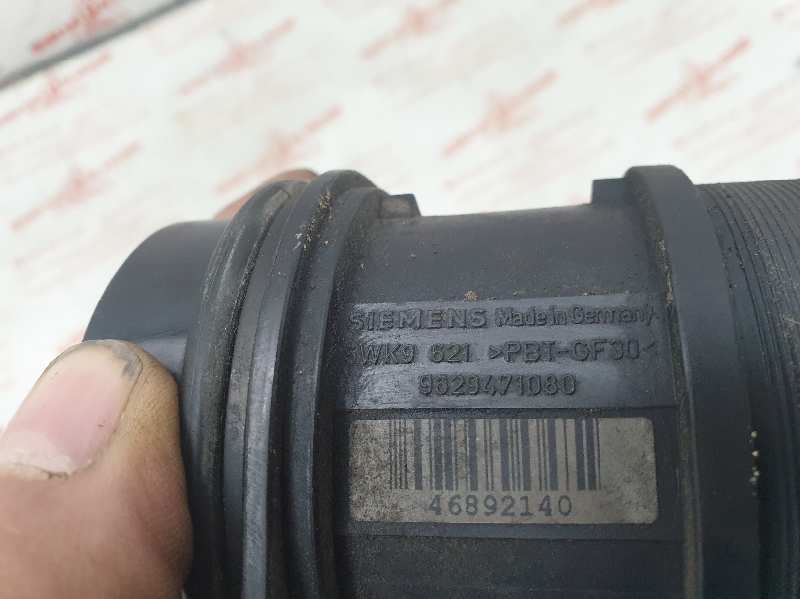 SIEMENS Made in Germany
5WK9 621 >PBT-GF30<
9629471080
46892140